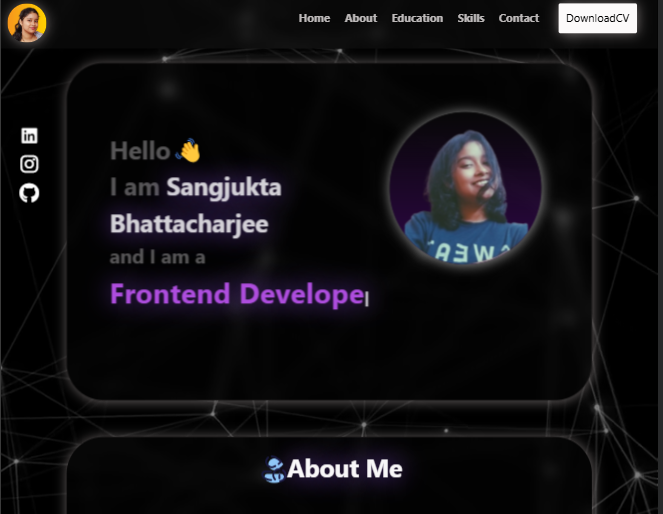 Home About Education Skills Contact DownloadCV
Hello 👋
I am Sangjukta
Bhattacharjee
and I am a
Frontend Develope|
About Me